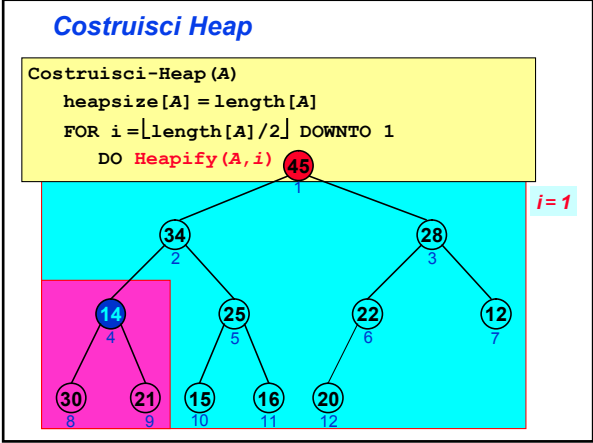 Costruisci Heap
Costruisci-Heap(A)
heapsize[A] = length[A]
FOR i = ⌊length[A]/2⌋ DOWNTO 1
DO Heapify(A,i)
45
1
i = 1
34 28
2 3
14 25 22 12
4 5 6 7
30 21 15 16 20
8 9 10 11 12